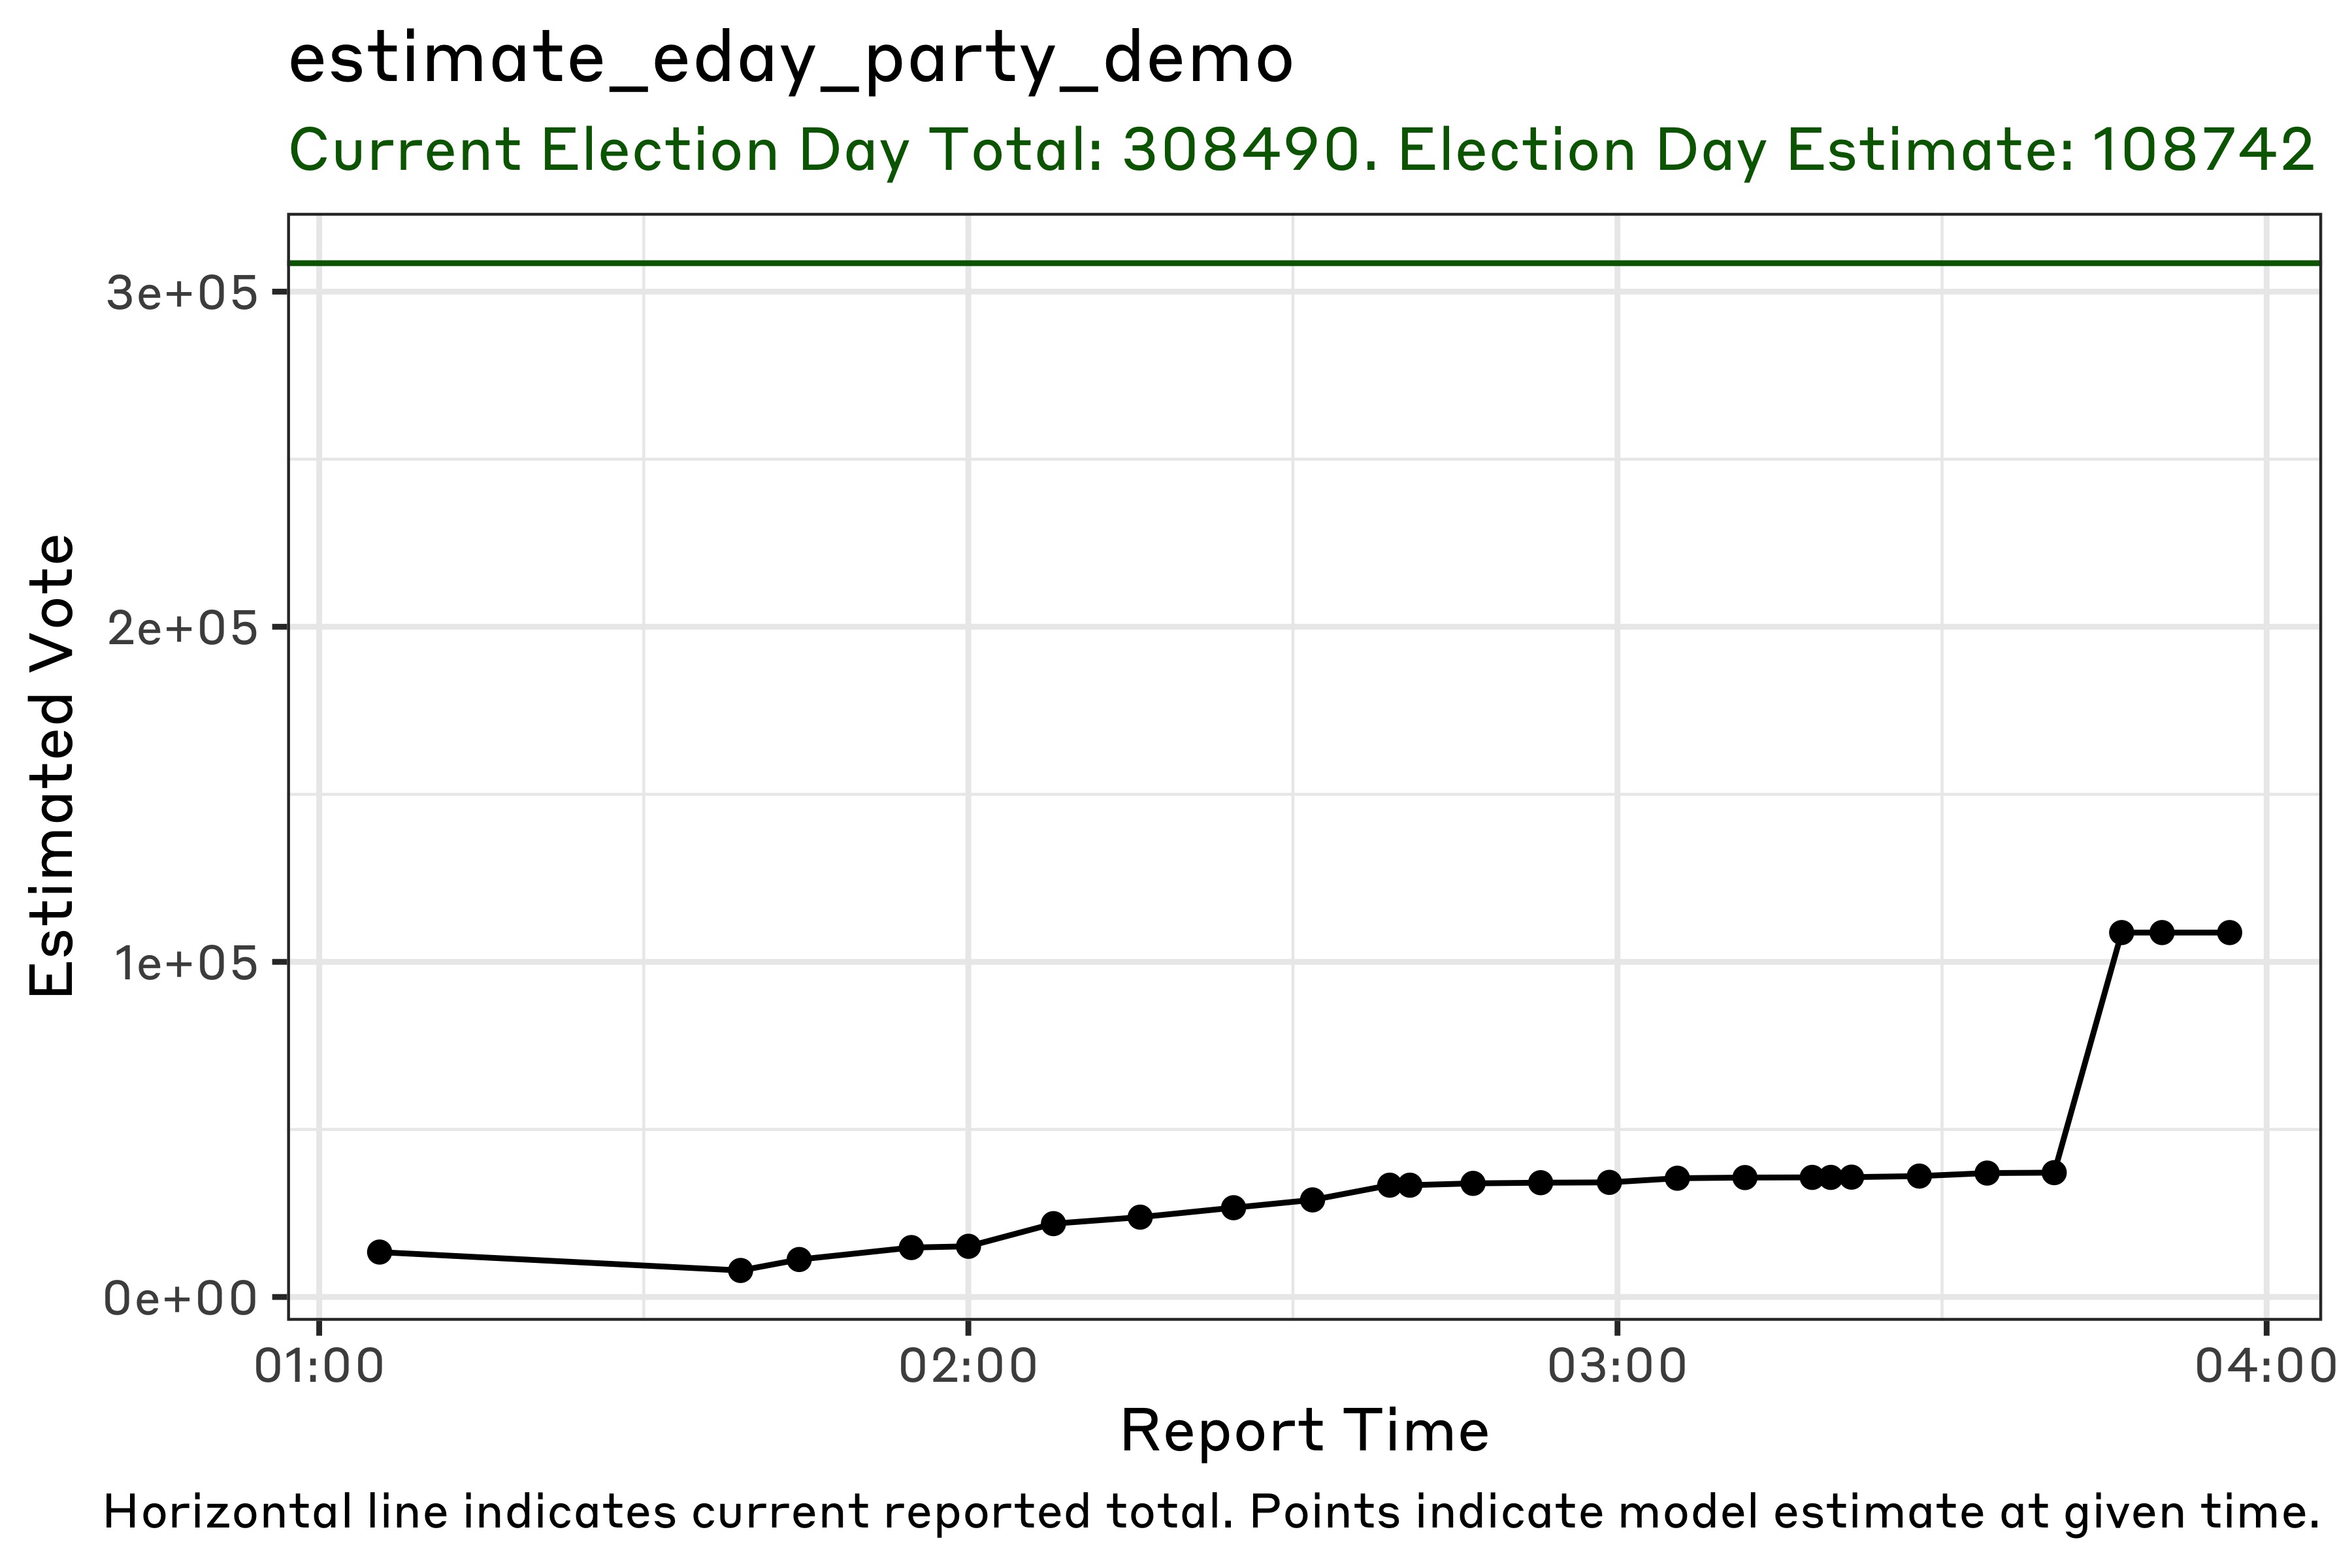 estimate_eday_party_demo
Current Election Day Total: 308490. Election Day Estimate: 108742
Estimated Vote
3e+05
2e+05
1e+05
0e+00
01:00
02:00
03:00
04:00
Report Time
Horizontal line indicates current reported total. Points indicate model estimate at given time.